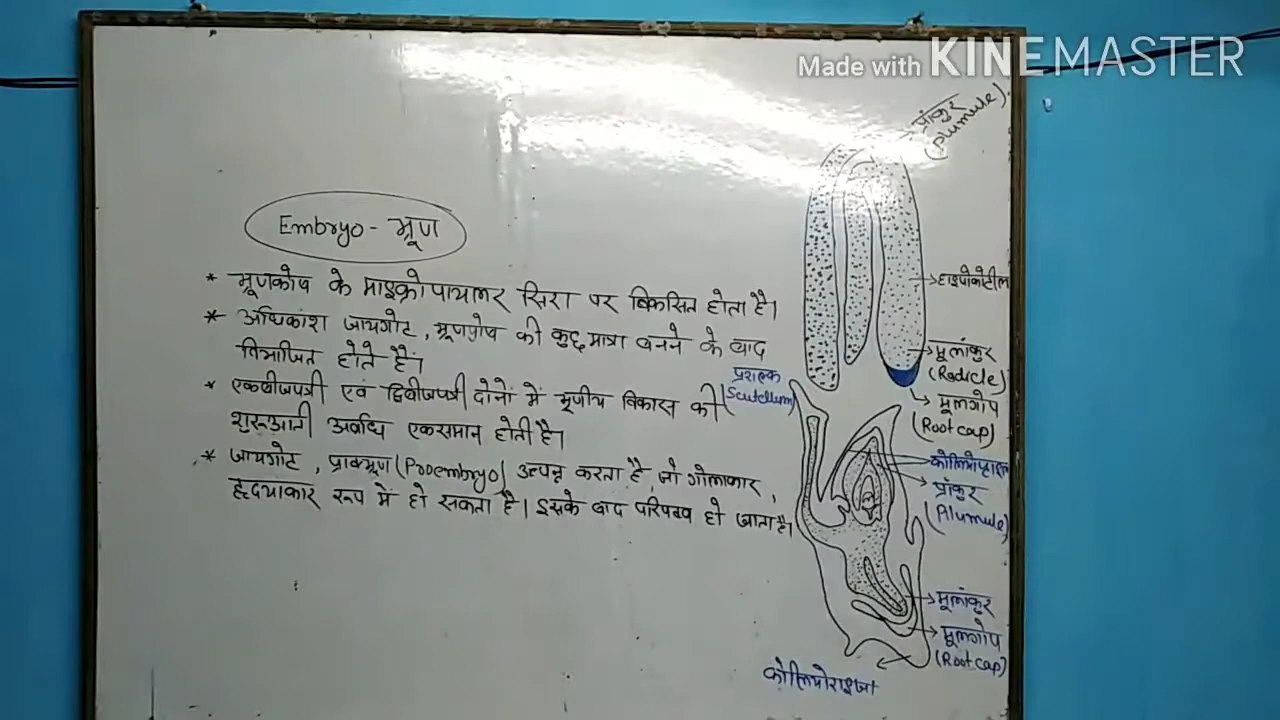 Made with KINEMASTER
Embryo - भ्रूण
* भ्रूणकोष के माइक्रोपायलर सिरा पर विकसित होता है।
* अधिकांश जायगोट, भ्रूणपोष की कुछ मात्रा बनने के बाद
विभाजित होते हैं।
* एकबीजपत्री एवं द्विबीजपत्री दोनों में भ्रूणीय विकास की
शुरूआती अवधि एकसमान होती है।
* जायगोट, प्राक्भ्रूण (Proembryo) उत्पन्न करता है, जो गोलाकार,
हृदयाकार रूप में हो सकता है। इसके बाद परिपक्व हो जाता है।
प्रांकुर
(Plumule).
हाइपोकोटील
मूलांकुर
(Radicle)
मूलगोप
(Root cap)
प्रशल्क
(Scutellum)
कोलियोप्टाइल
प्रांकुर
(Plumule)
मूलांकुर
मूलगोप
(Root cap)
कोलियोराइजा